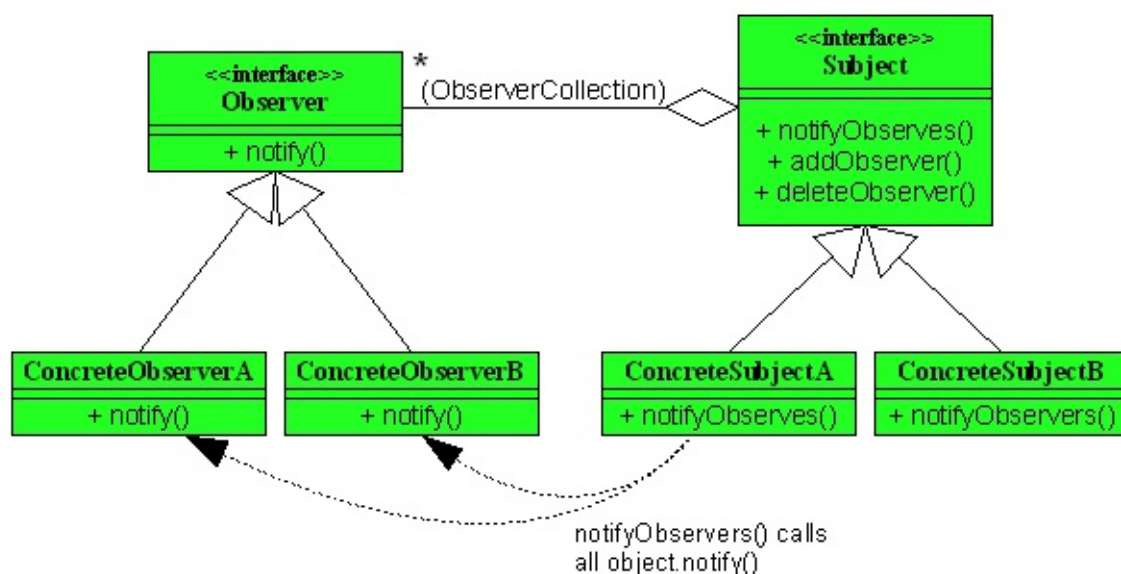 <<interface>>
Observer
+ notify()
*
(ObserverCollection)
<<interface>>
Subject
+ notifyObserves()
+ addObserver()
+ deleteObserver()
ConcreteObserverA
+ notify()
ConcreteObserverB
+ notify()
ConcreteSubjectA
+ notifyObserves()
ConcreteSubjectB
+ notifyObservers()
notifyObservers() calls
all object.notify()